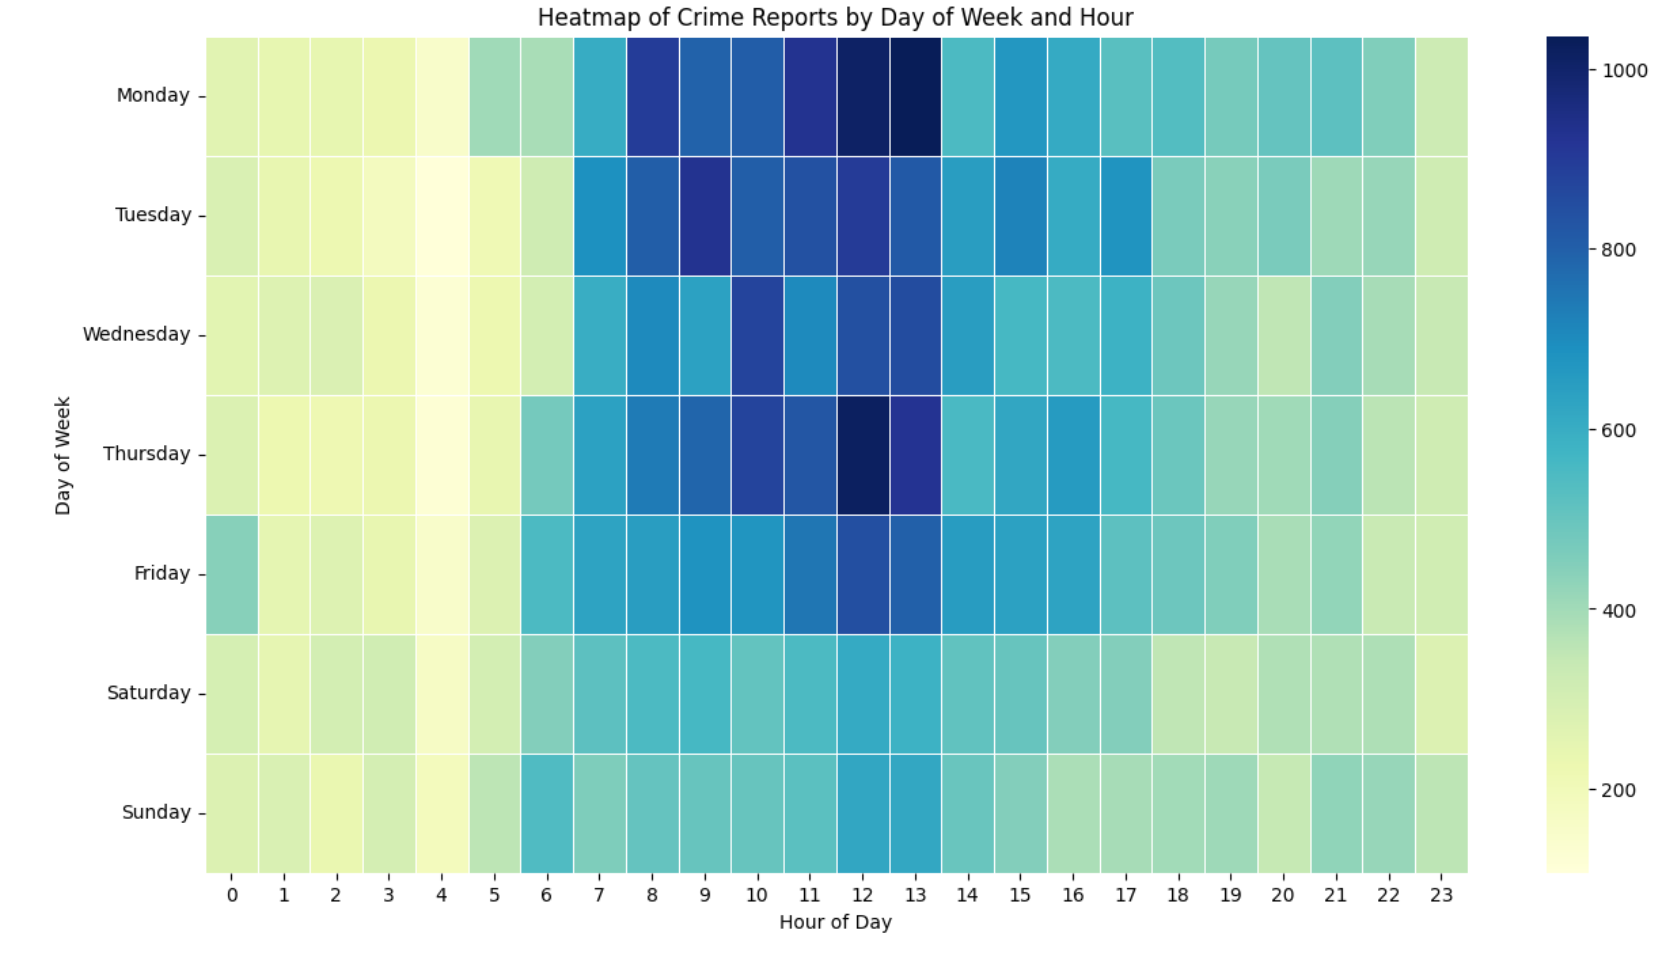 Heatmap of Crime Reports by Day of Week and Hour
Monday
Tuesday
Wednesday
Thursday
Friday
Saturday
Sunday
Day of Week
0 1 2 3 4 5 6 7 8 9 10 11 12 13 14 15 16 17 18 19 20 21 22 23
Hour of Day
1000
800
600
400
200